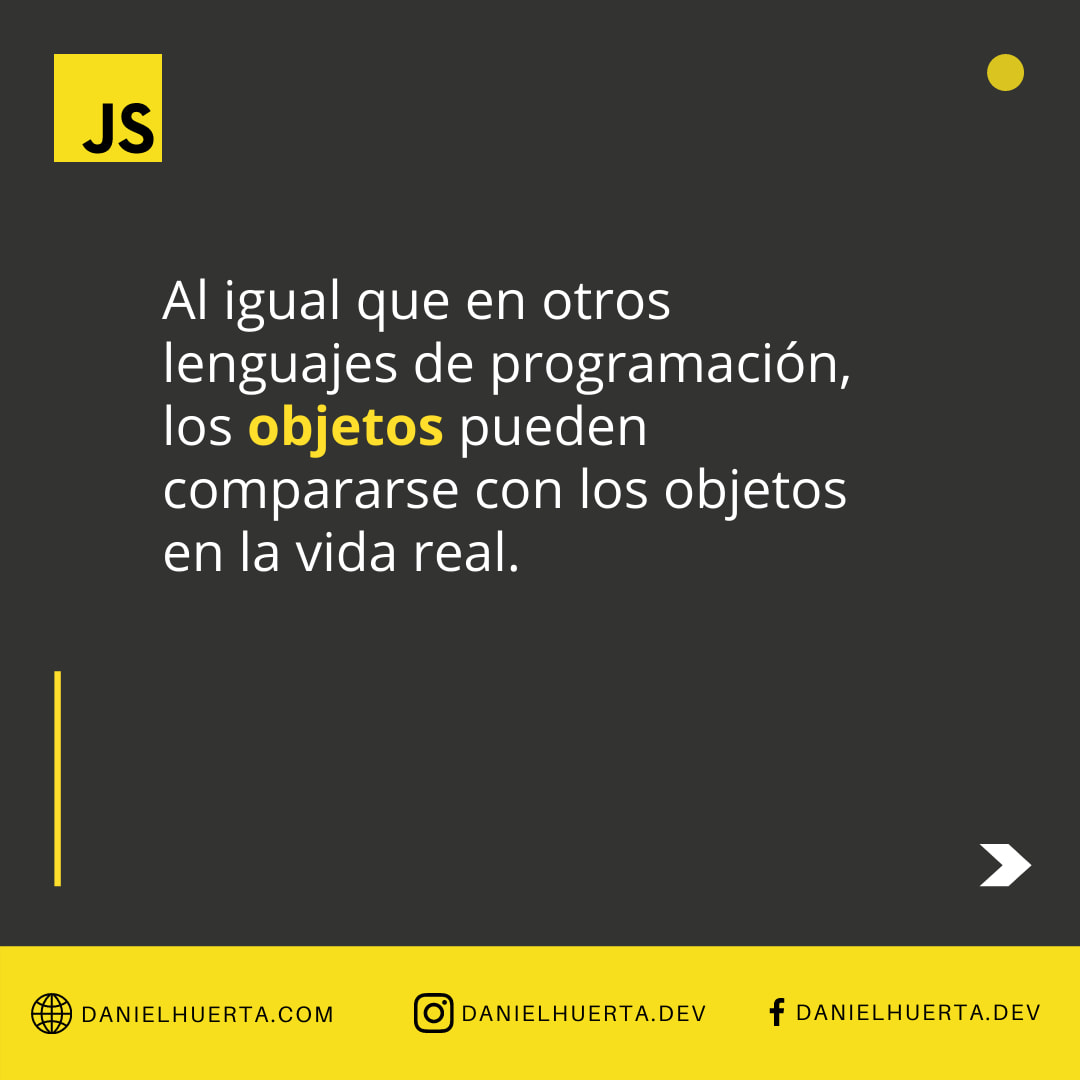 JS
Al igual que en otros
lenguajes de programación,
los objetos pueden
compararse con los objetos
en la vida real.
DANIELHUERTA.COM
DANIELHUERTA.DEV
DANIELHUERTA.DEV